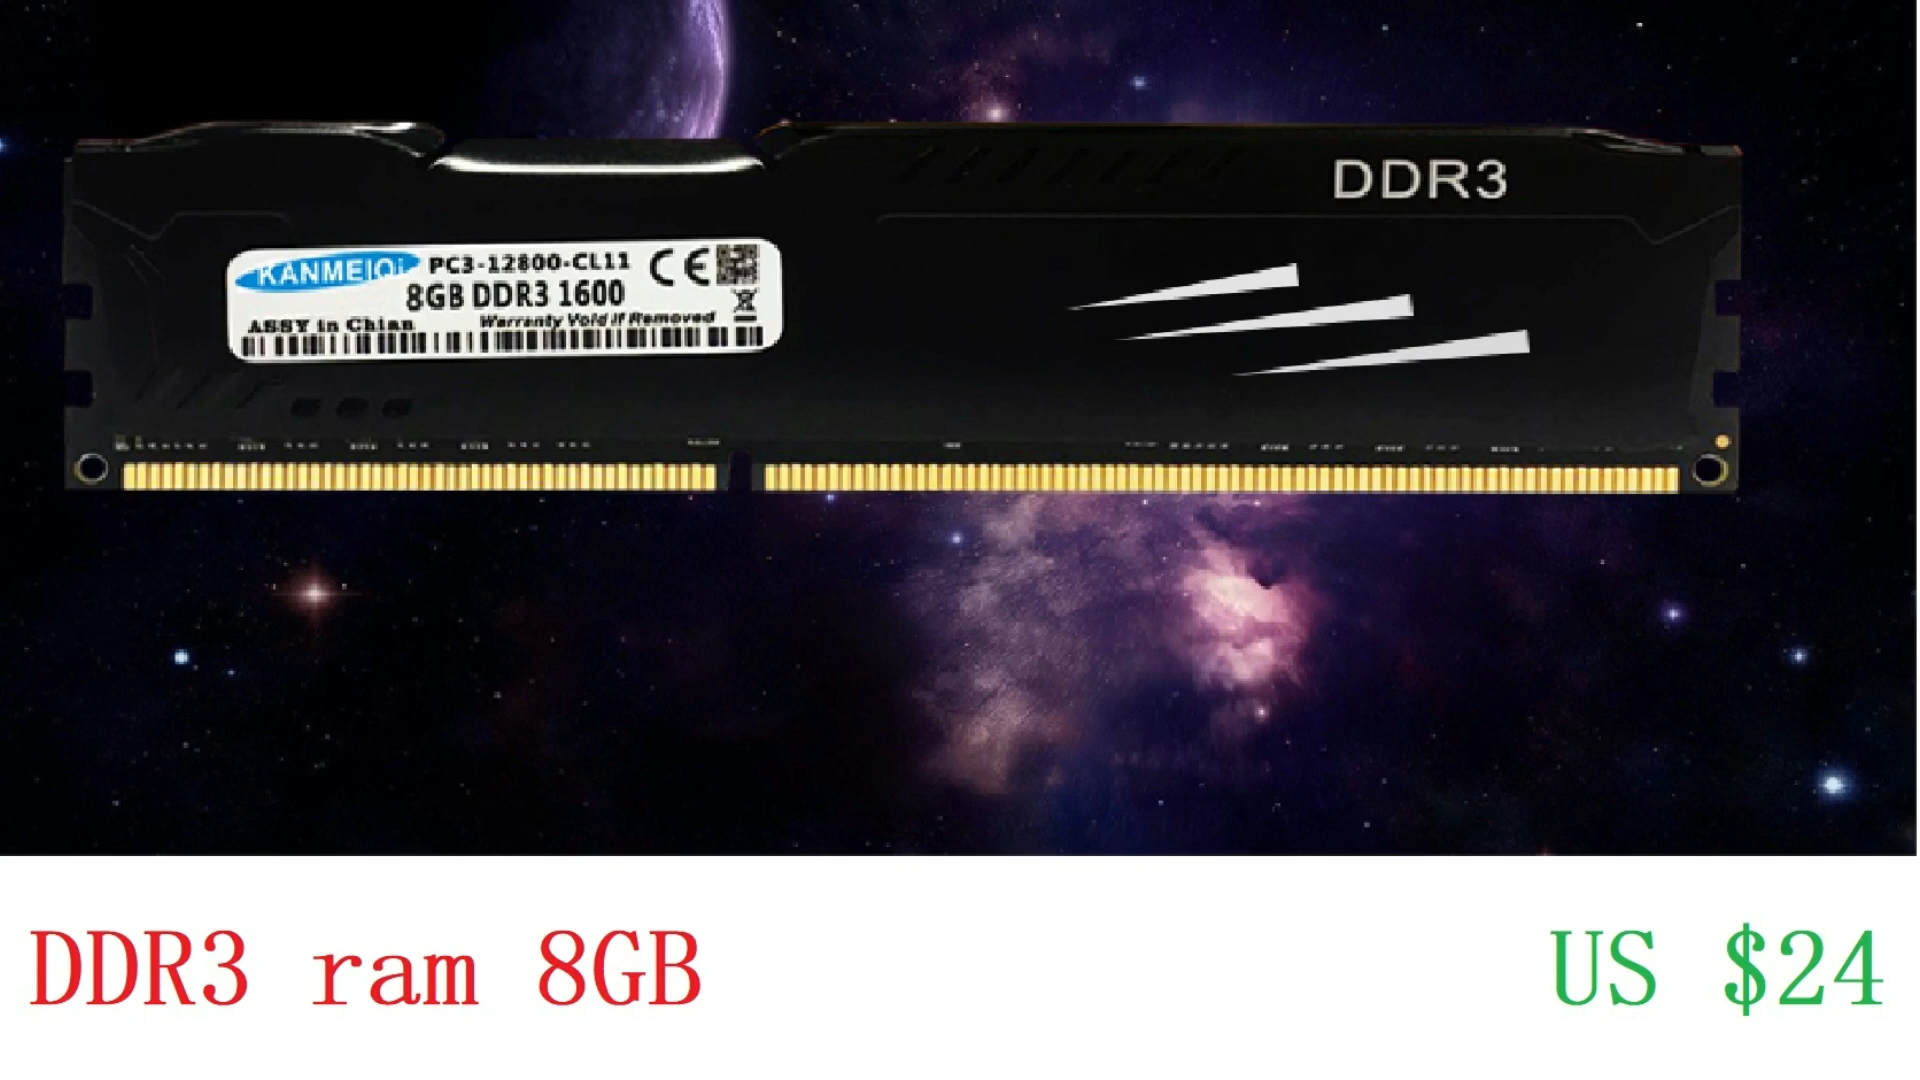 DDR3
KANMEIQi PC3-12800-CL11 CE
8GB DDR3 1600
ASSY in Chian Warranty Void If Removed
DDR3 ram 8GB US $24